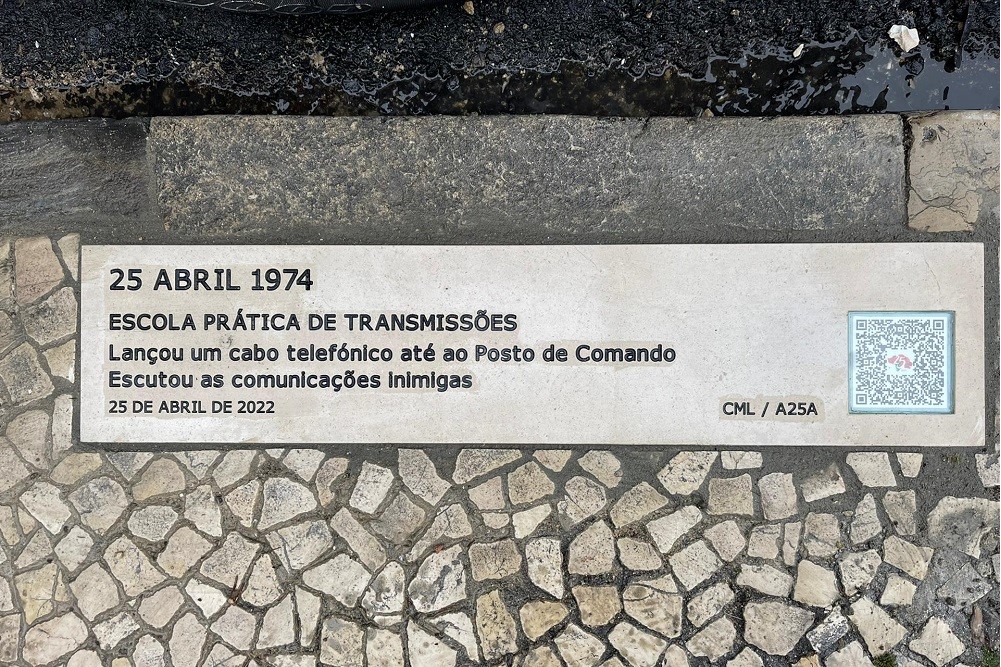 25 ABRIL 1974
ESCOLA PRÁTICA DE TRANSMISSÕES
Lançou um cabo telefónico até ao Posto de Comando
Escutou as comunicações inimigas
25 DE ABRIL DE 2022
CML / A25A